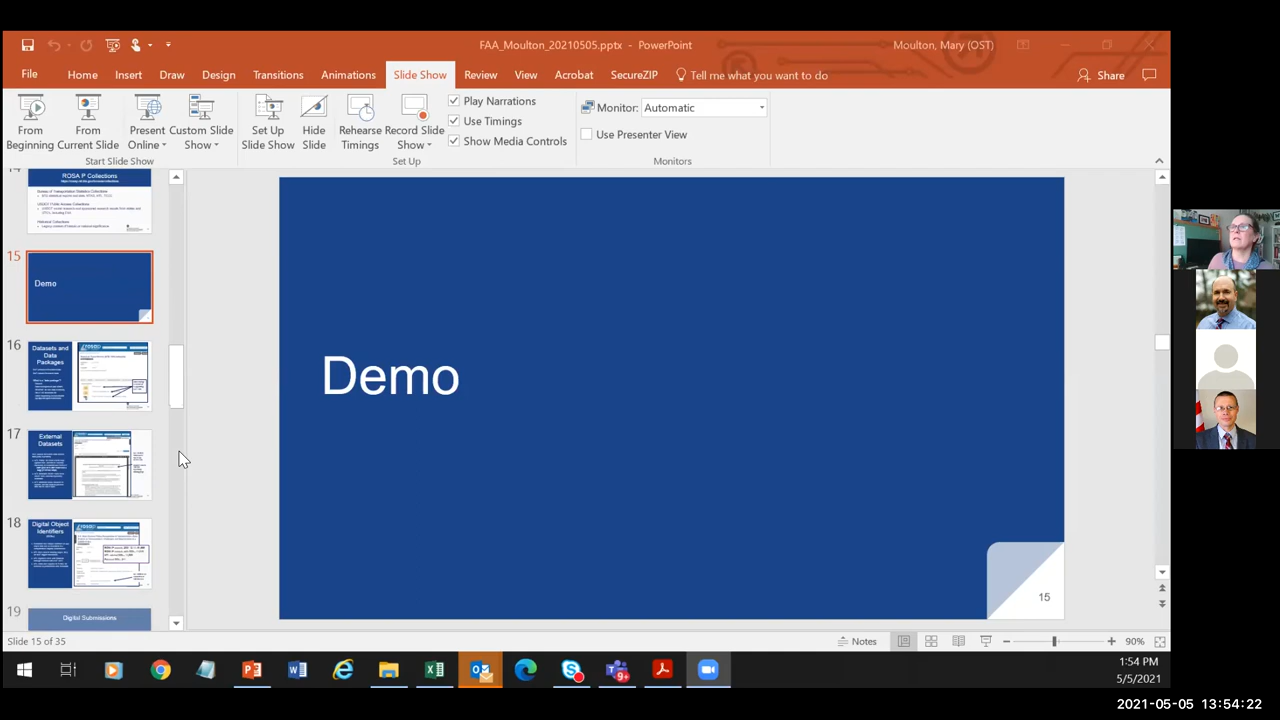 FAA_Moulton_20210505.pptx - PowerPoint
Moulton, Mary (OST)
File Home Insert Draw Design Transitions Animations Slide Show Review View Acrobat SecureZIP Tell me what you want to do Share
From Beginning
From Current Slide
Present Online
Custom Slide Show
Set Up Slide Show
Hide Slide
Rehearse Timings
Record Slide Show
Play Narrations
Use Timings
Show Media Controls
Monitor: Automatic
Use Presenter View
Start Slide Show Set Up Monitors
14
ROSA P Collections
15
Demo
16
Datasets and
Data
Packages
17
External
Datasets
18
Digital Object
Identifiers
19
Digital Submissions
Demo
15
Slide 15 of 35
Notes
90%
9+
1:54 PM
5/5/2021
2021-05-05 13:54:22